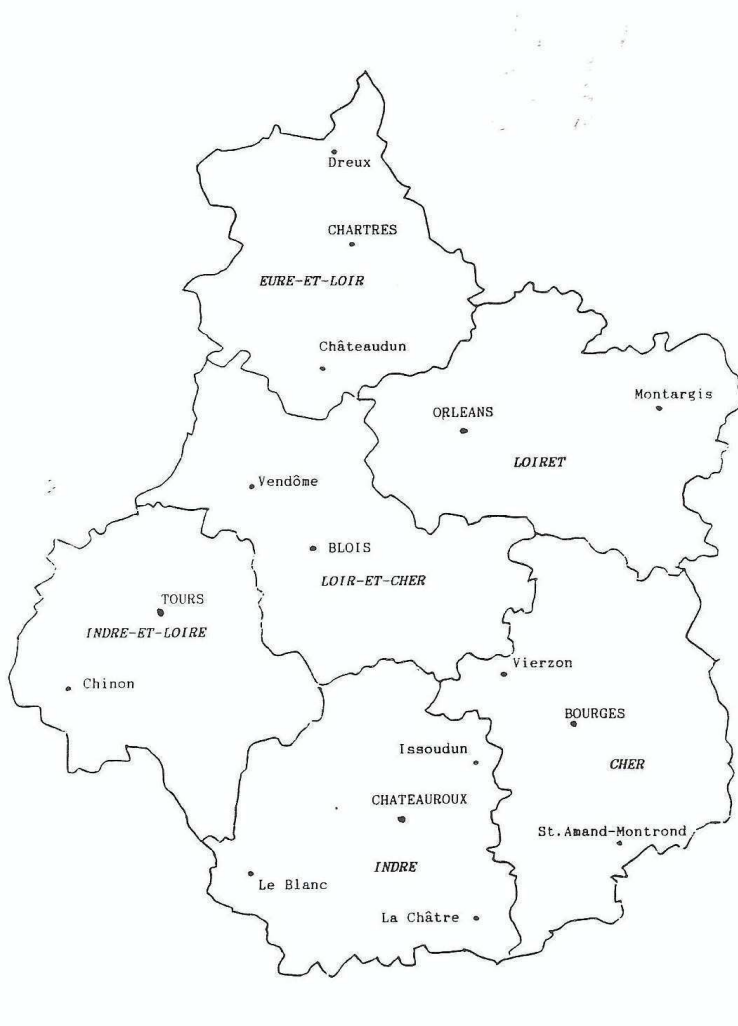 Dreux
CHARTRES
EURE-ET-LOIR
Châteaudun
Montargis
ORLEANS
LOIRET
Vendôme
BLOIS
LOIR-ET-CHER
TOURS
INDRE-ET-LOIRE
Chinon
Vierzon
BOURGES
Issoudun
CHER
CHATEAUROUX
St.Amand-Montrond
INDRE
Le Blanc
La Châtre